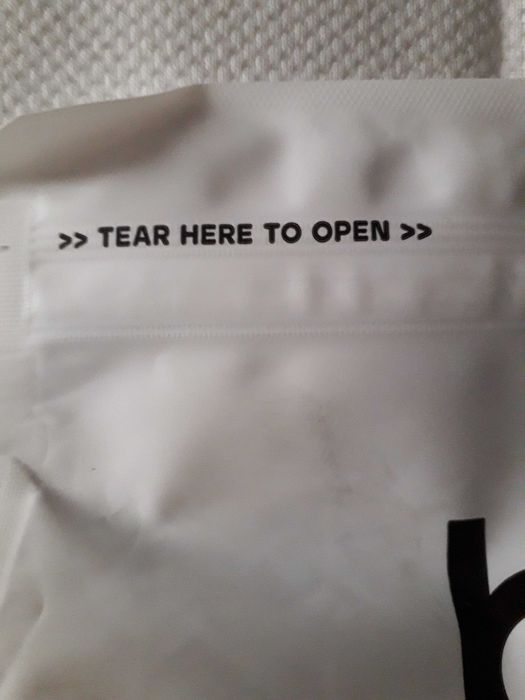 >> TEAR HERE TO OPEN >>